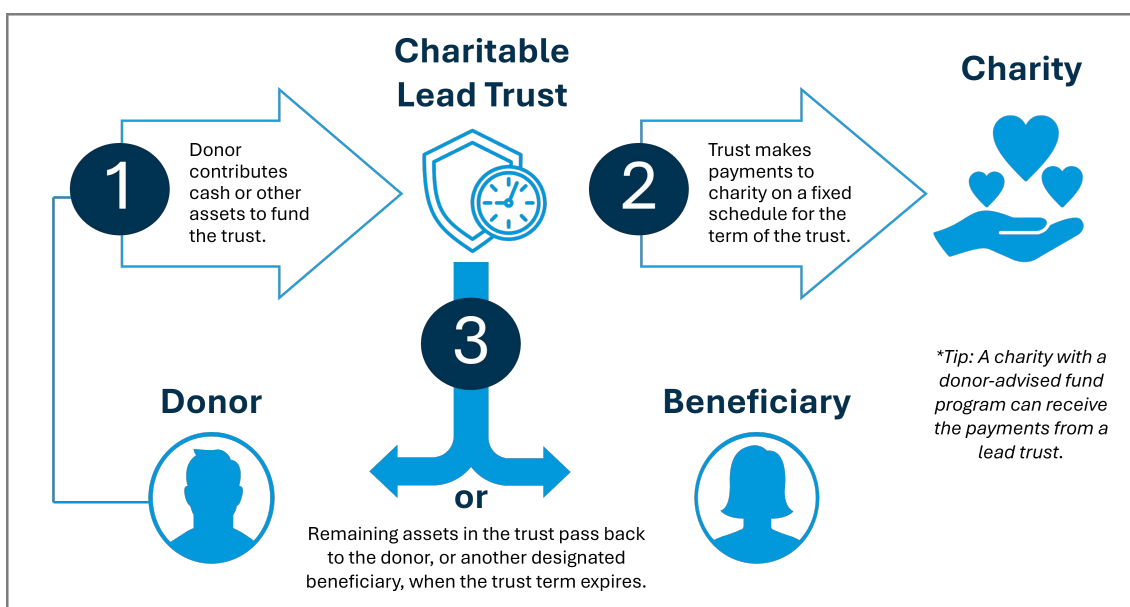 Charitable
Lead Trust
Charity
1
Donor
contributes
cash or other
assets to fund
the trust.
2
Trust makes
payments to
charity on a fixed
schedule for the
term of the trust.
3
Donor
Beneficiary
*Tip: A charity with a
donor-advised fund
program can receive
the payments from a
lead trust.
or
Remaining assets in the trust pass back
to the donor, or another designated
beneficiary, when the trust term expires.